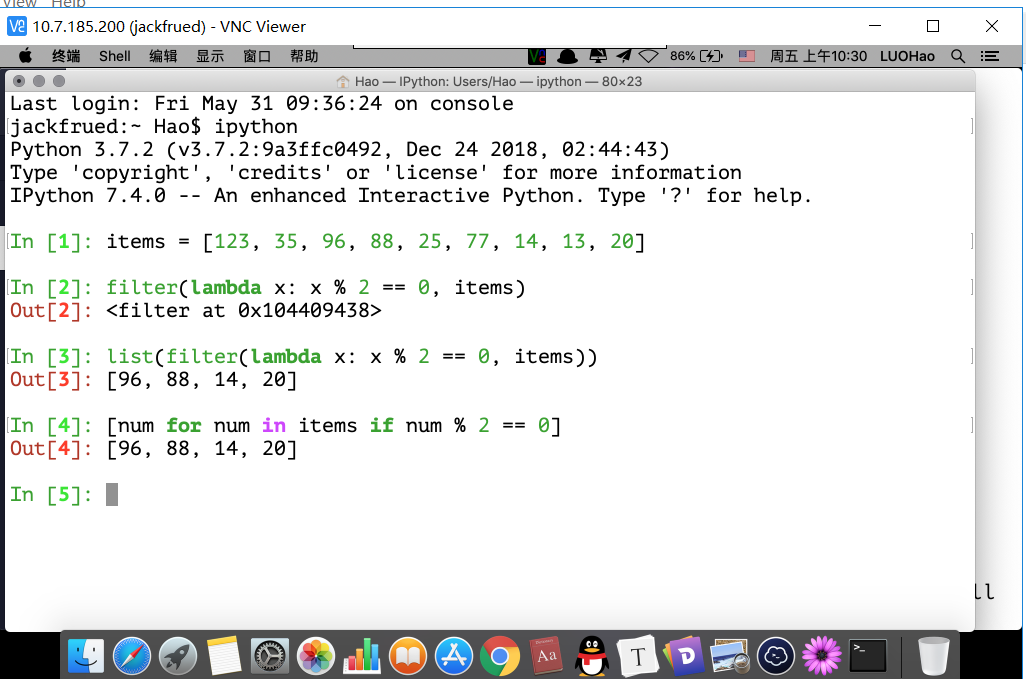 View Help
10.7.185.200 (jackfrued) - VNC Viewer
终端 Shell 编辑 显示 窗口 帮助 86% 周五 上午10:30 LUOHao
Hao — IPython: Users/Hao — ipython — 80×23
Last login: Fri May 31 09:36:24 on console
jackfrued:~ Hao$ ipython
Python 3.7.2 (v3.7.2:9a3ffc0492, Dec 24 2018, 02:44:43)
Type 'copyright', 'credits' or 'license' for more information
IPython 7.4.0 -- An enhanced Interactive Python. Type '?' for help.
In [1]: items = [123, 35, 96, 88, 25, 77, 14, 13, 20]
In [2]: filter(lambda x: x % 2 == 0, items)
Out[2]: <filter at 0x104409438>
In [3]: list(filter(lambda x: x % 2 == 0, items))
Out[3]: [96, 88, 14, 20]
In [4]: [num for num in items if num % 2 == 0]
Out[4]: [96, 88, 14, 20]
In [5]:
ll
Aa
T
D
>_